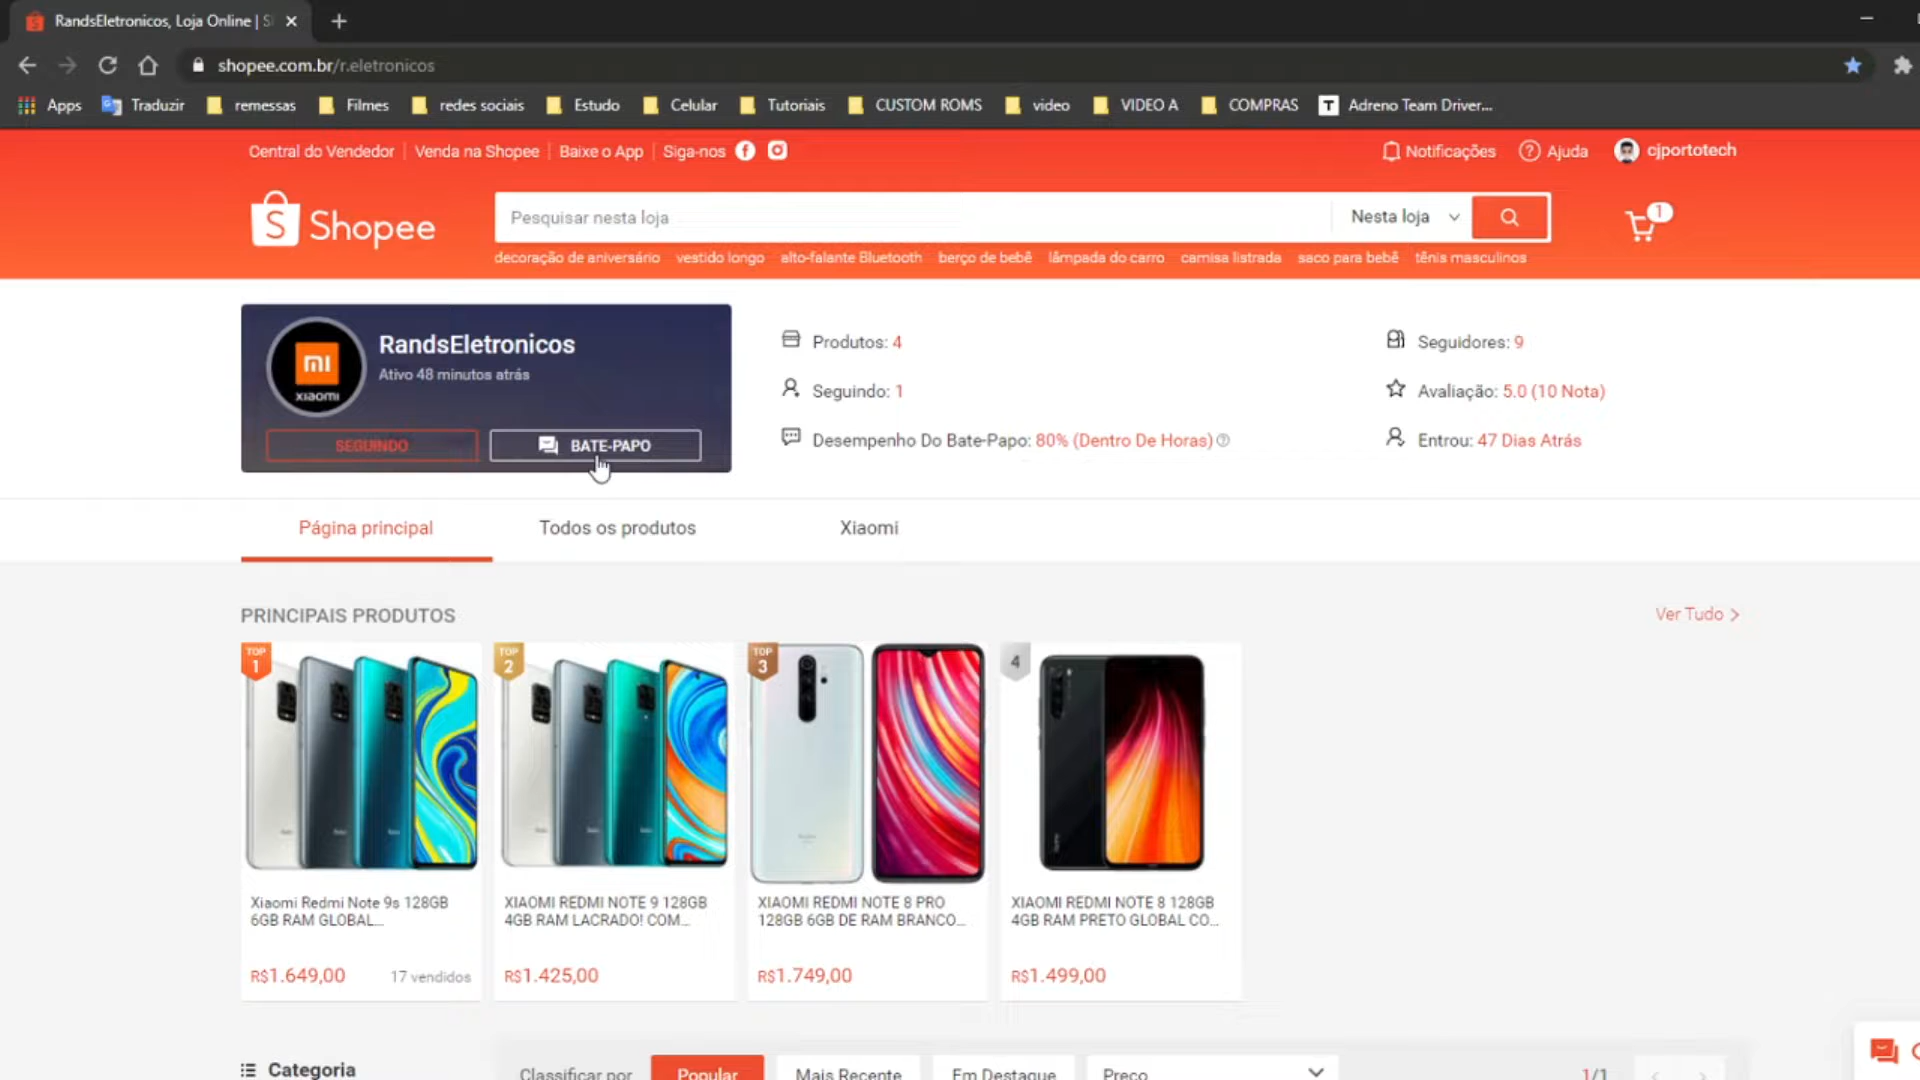 RandsEletronicos, Loja Online | S
shopee.com.br/r.eletronicos
Apps Traduzir remessas Filmes redes sociais Estudo Celular Tutoriais CUSTOM ROMS video VIDEO A COMPRAS Adreno Team Driver...
Central do Vendedor Venda na Shopee Baixe o App Siga-nos Notificações Ajuda cjportotech
Shopee
Pesquisar nesta loja Nesta loja 1
decoração de aniversário vestido longo alto-falante Bluetooth berço de bebê lâmpada do carro camisa listrada saco para bebê tênis masculinos
RandsEletronicos
Ativo 48 minutos atrás
xiaomi
SEGUINDO BATE-PAPO
Produtos: 4
Seguindo: 1
Desempenho Do Bate-Papo: 80% (Dentro De Horas)
Seguidores: 9
Avaliação: 5.0 (10 Nota)
Entrou: 47 Dias Atrás
Página principal Todos os produtos Xiaomi
PRINCIPAIS PRODUTOS Ver Tudo >
TOP 1
TOP 2
TOP 3
4
Xiaomi Redmi Note 9s 128GB
6GB RAM GLOBAL...
R$1.649,00 17 vendidos
XIAOMI REDMI NOTE 9 128GB
4GB RAM LACRADO! COM...
R$1.425,00
XIAOMI REDMI NOTE 8 PRO
128GB 6GB DE RAM BRANCO...
R$1.749,00
XIAOMI REDMI NOTE 8 128GB
4GB RAM PRETO GLOBAL CO...
R$1.499,00
Categoria
Classificar por Popular Mais Recente Em Destaque Preço 1/1